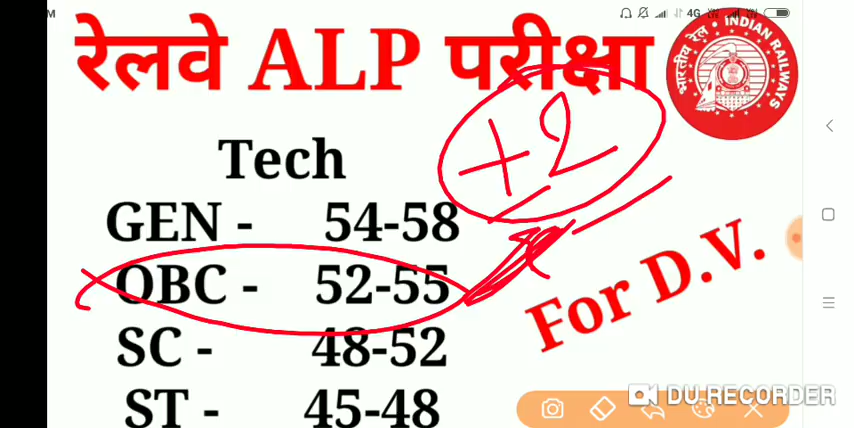 M 4G
रेलवे ALP परीक्षा
भारतीय रेल INDIAN RAILWAYS
+2
Tech
GEN - 54-58
OBC - 52-55
For D.V.
SC - 48-52
ST - 45-48
DU RECORDER